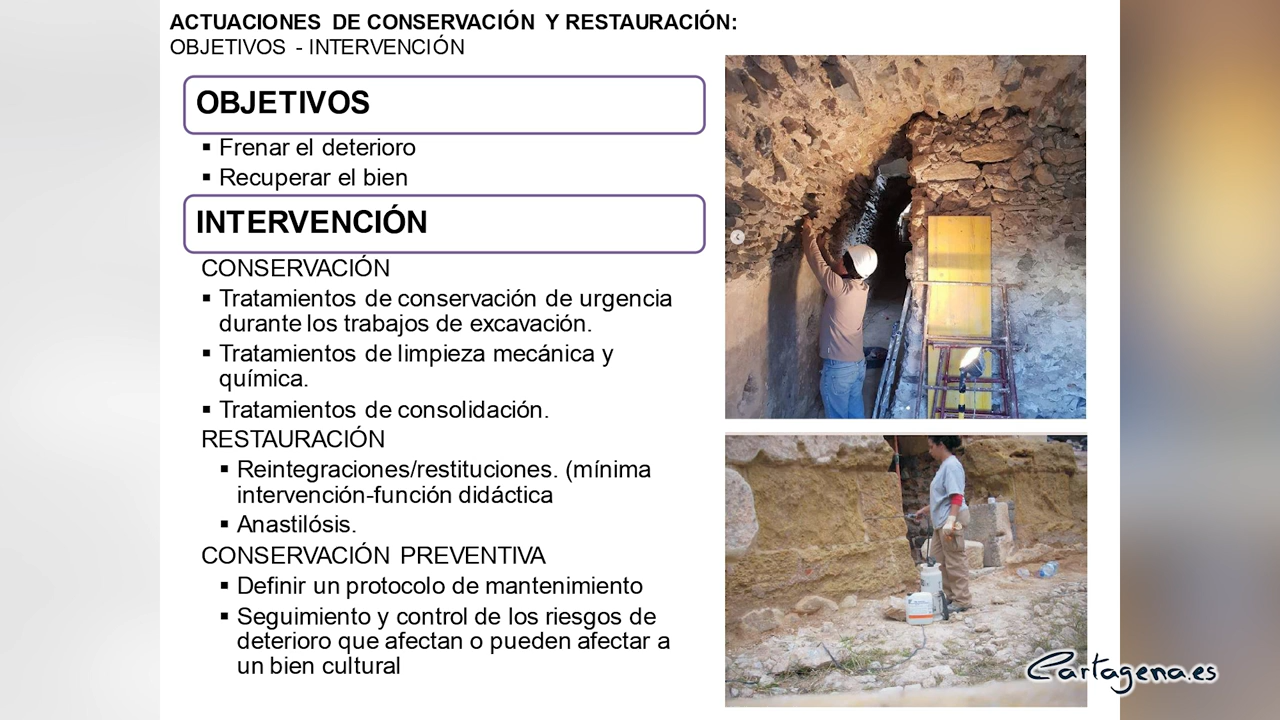 ACTUACIONES DE CONSERVACIÓN Y RESTAURACIÓN:
OBJETIVOS - INTERVENCIÓN
OBJETIVOS
▪ Frenar el deterioro
▪ Recuperar el bien
INTERVENCIÓN
CONSERVACIÓN
▪ Tratamientos de conservación de urgencia
durante los trabajos de excavación.
▪ Tratamientos de limpieza mecánica y
química.
▪ Tratamientos de consolidación.
RESTAURACIÓN
▪ Reintegraciones/restituciones. (mínima
intervención-función didáctica
▪ Anastilósis.
CONSERVACIÓN PREVENTIVA
▪ Definir un protocolo de mantenimiento
▪ Seguimiento y control de los riesgos de
deterioro que afectan o pueden afectar a
un bien cultural
Cartagena.es